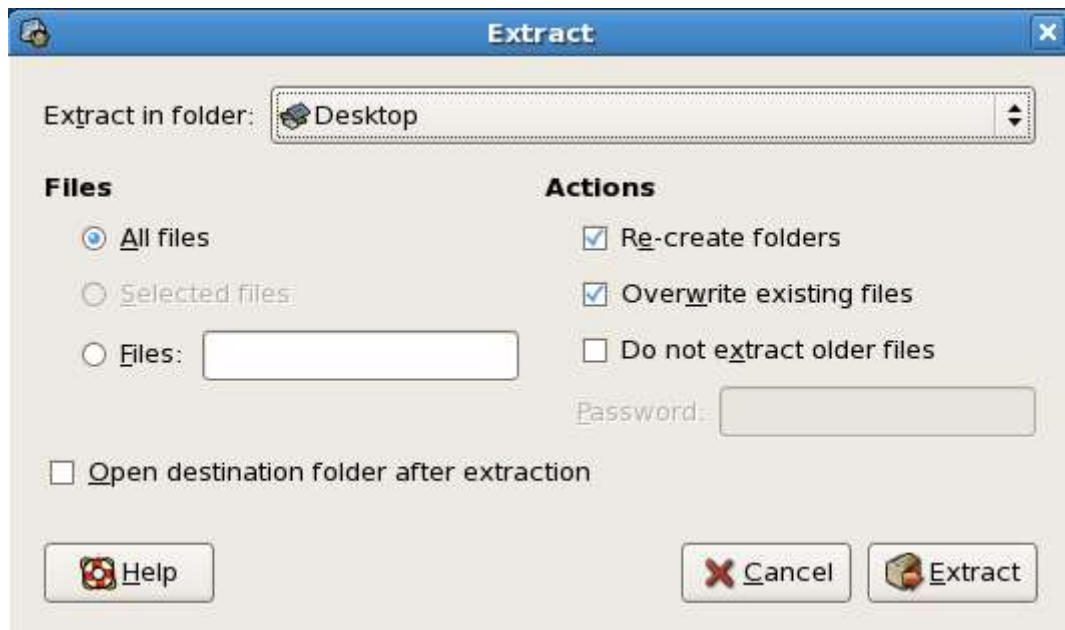 Extract
Extract in folder: Desktop
Files
All files
Selected files
Files:
Actions
Re-create folders
Overwrite existing files
Do not extract older files
Password:
Open destination folder after extraction
Help
Cancel
Extract